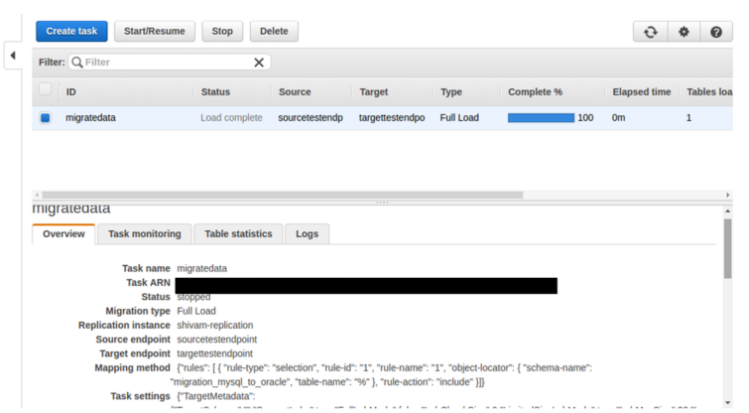 Create task Start/Resume Stop Delete
Filter: Filter
ID Status Source Target Type Complete % Elapsed time Tables loa
migratedata Load complete sourcetestendp targettestendpo Full Load 100 0m 1
migratedata
Overview Task monitoring Table statistics Logs
Task name migratedata
Task ARN
Status stopped
Migration type Full Load
Replication instance shivam-replication
Source endpoint sourcetestendpoint
Target endpoint targettestendpoint
Mapping method {"rules": [ { "rule-type": "selection", "rule-id": "1", "rule-name": "1", "object-locator": { "schema-name":
"migration_mysql_to_oracle", "table-name": "%" }, "rule-action": "include" }]}
Task settings {"TargetMetadata":